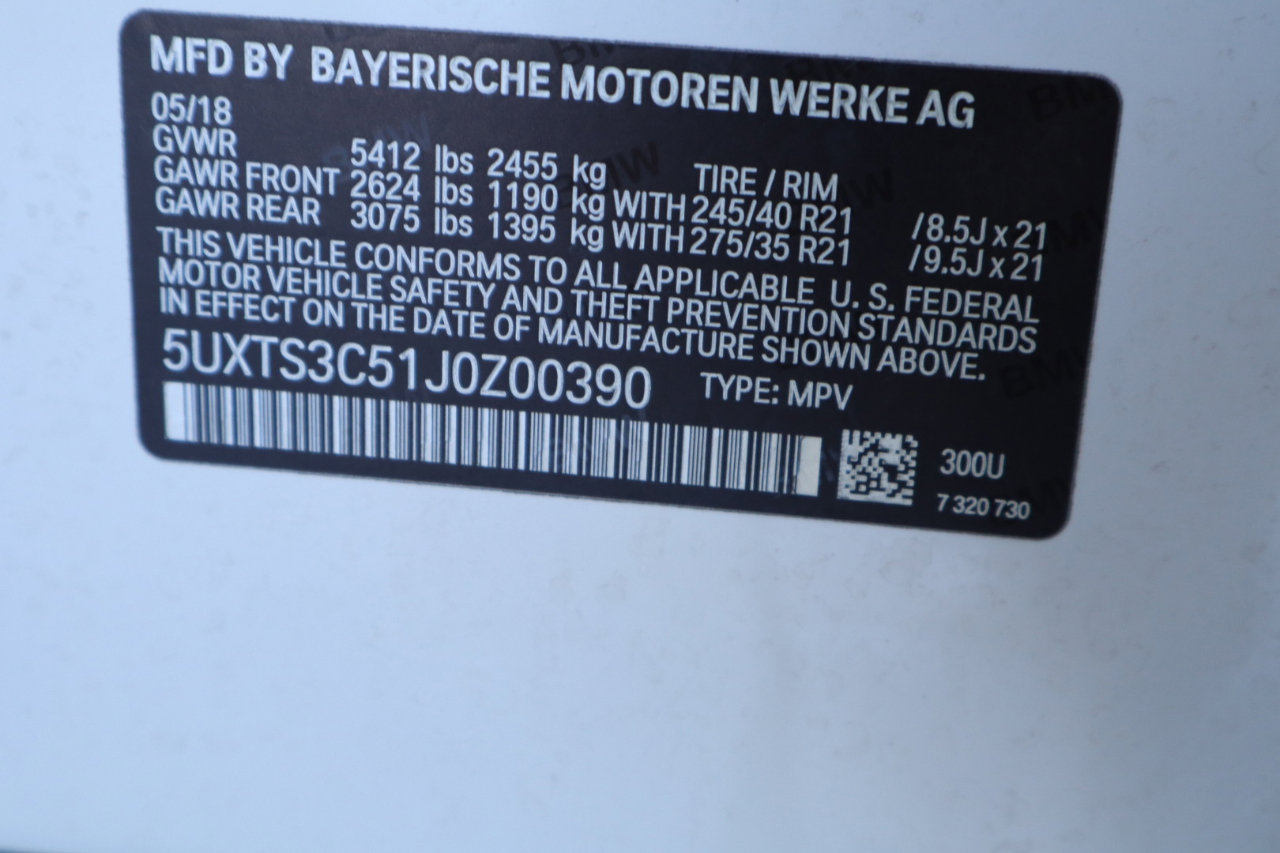 MFD BY BAYERISCHE MOTOREN WERKE AG
05/18
GVWR 5412 lbs 2455 kg TIRE / RIM
GAWR FRONT 2624 lbs 1190 kg WITH 245/40 R21 /8.5J x 21
GAWR REAR 3075 lbs 1395 kg WITH 275/35 R21 /9.5J x 21
THIS VEHICLE CONFORMS TO ALL APPLICABLE U. S. FEDERAL
MOTOR VEHICLE SAFETY AND THEFT PREVENTION STANDARDS
IN EFFECT ON THE DATE OF MANUFACTURE SHOWN ABOVE.
5UXTS3C51J0Z00390 TYPE: MPV
300U
7 320 730